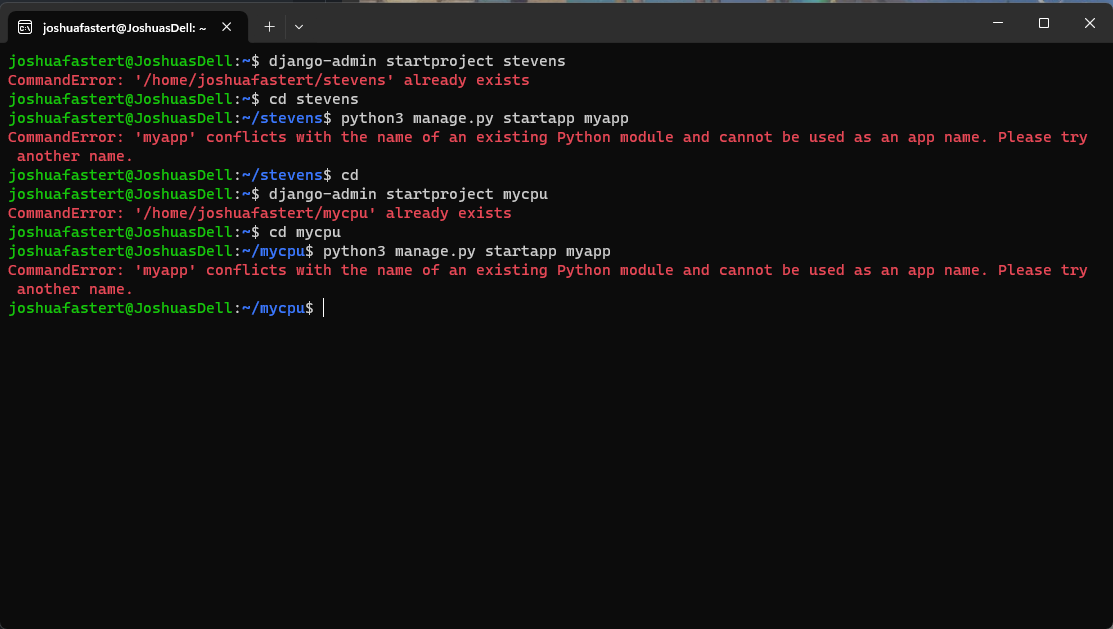 joshuafastert@JoshuasDell: ~
joshuafastert@JoshuasDell:~$ django-admin startproject stevens
CommandError: '/home/joshuafastert/stevens' already exists
joshuafastert@JoshuasDell:~$ cd stevens
joshuafastert@JoshuasDell:~/stevens$ python3 manage.py startapp myapp
CommandError: 'myapp' conflicts with the name of an existing Python module and cannot be used as an app name. Please try
 another name.
joshuafastert@JoshuasDell:~/stevens$ cd
joshuafastert@JoshuasDell:~$ django-admin startproject mycpu
CommandError: '/home/joshuafastert/mycpu' already exists
joshuafastert@JoshuasDell:~$ cd mycpu
joshuafastert@JoshuasDell:~/mycpu$ python3 manage.py startapp myapp
CommandError: 'myapp' conflicts with the name of an existing Python module and cannot be used as an app name. Please try
 another name.
joshuafastert@JoshuasDell:~/mycpu$